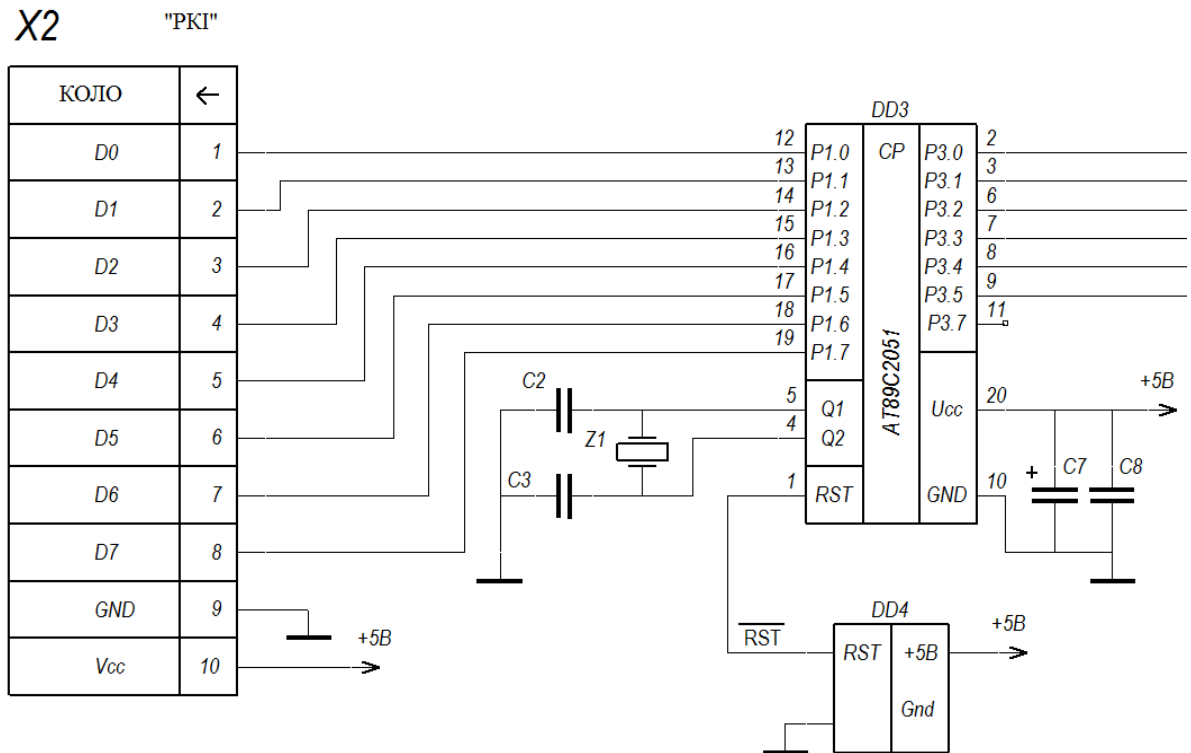 X2 "РКІ"
КОЛО ←
D0 1
D1 2
D2 3
D3 4
D4 5
D5 6
D6 7
D7 8
GND 9
Vcc 10
+5В
DD3
CP
AT89C2051
12 P1.0
13 P1.1
14 P1.2
15 P1.3
16 P1.4
17 P1.5
18 P1.6
19 P1.7
5 Q1
4 Q2
1 RST
P3.0 2
P3.1 3
P3.2 6
P3.3 7
P3.4 8
P3.5 9
P3.7 11
Ucc 20
GND 10
+5В
C2
Z1
C3
+ C7 C8
DD4
RST
RST +5В
Gnd
+5В